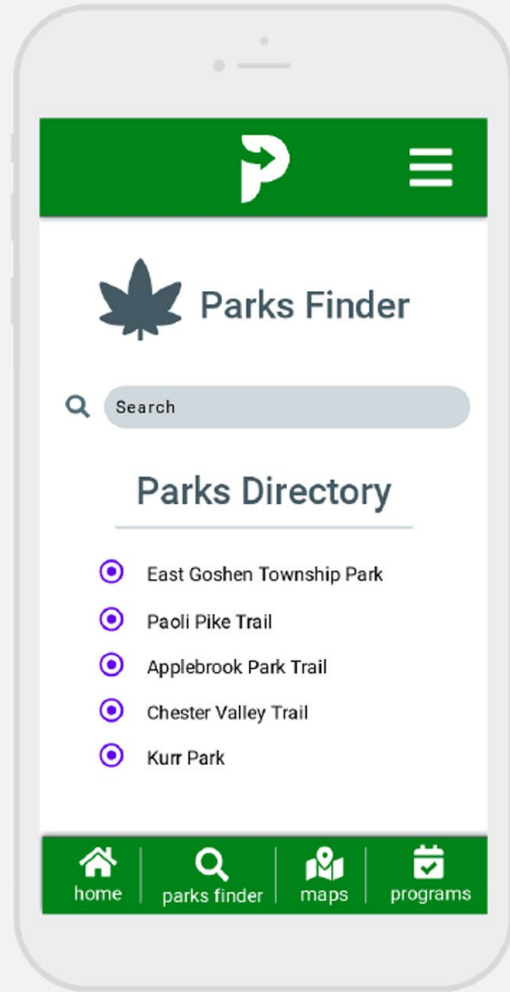 P
Parks Finder
Search
Parks Directory
East Goshen Township Park
Paoli Pike Trail
Applebrook Park Trail
Chester Valley Trail
Kurr Park
home parks finder maps programs